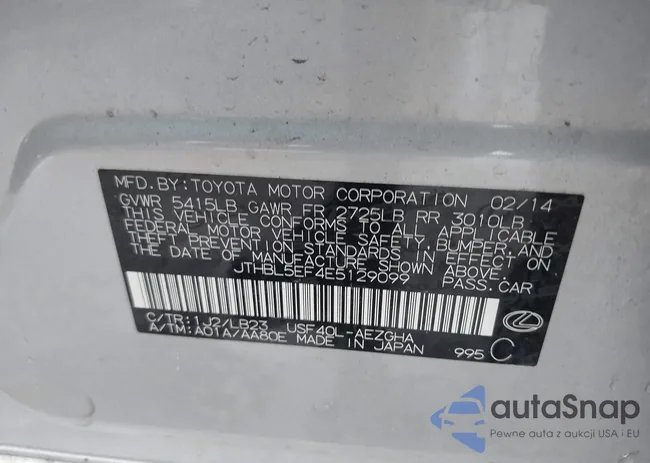 MFD.BY:TOYOTA MOTOR CORPORATION 02/14
GVWR 5415LB GAWR FR 2725LB RR 3010LB
THIS VEHICLE CONFORMS TO ALL APPLICABLE
FEDERAL MOTOR VEHICLE SAFETY, BUMPER, AND
THEFT PREVENTION STANDARDS IN EFFECT ON
THE DATE OF MANUFACTURE SHOWN ABOVE.
JTHBL5EF4E5129099 PASS.CAR
C/TR:1J2/LB23 USF40L-AEZGHA
A/TM:A01A/AA80E MADE IN JAPAN 995 C
autaSnap
Pewne auta z aukcji USA i EU